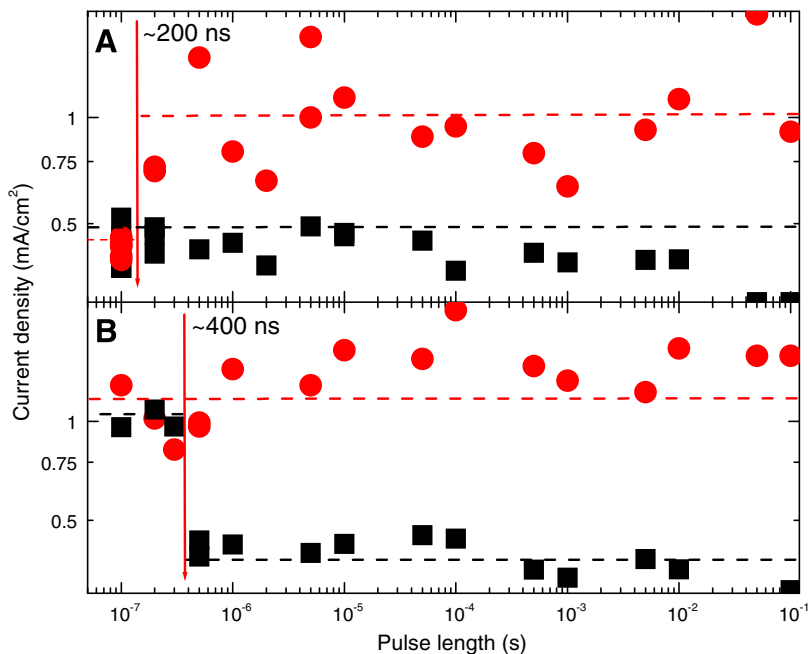 A
~200 ns
1
0.75
0.5
Current density (mA/cm²)
B
~400 ns
1
0.75
0.5
10⁻⁷ 10⁻⁶ 10⁻⁵ 10⁻⁴ 10⁻³ 10⁻² 10⁻¹
Pulse length (s)